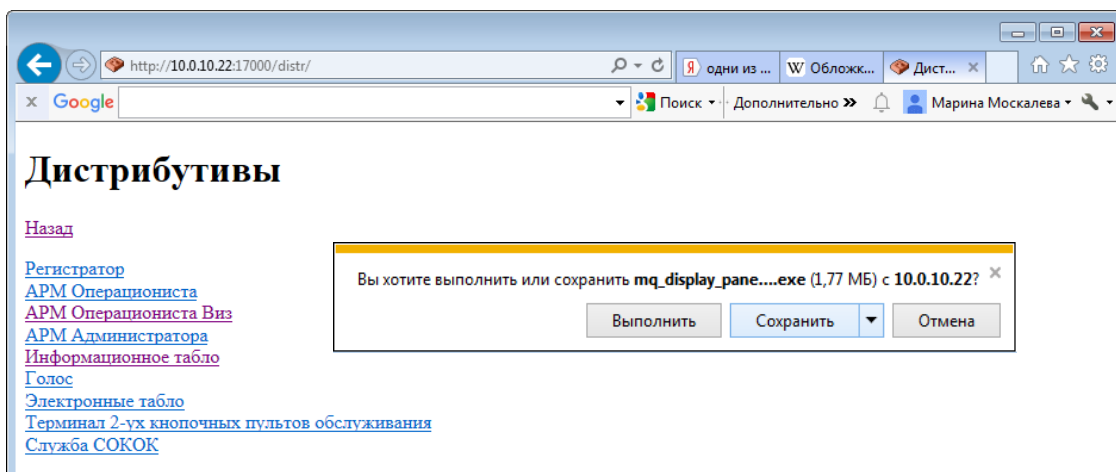 http://10.0.10.22:17000/distr/
одни из ...
W Обложк...
Дист...
Google
Поиск
Дополнительно »
Марина Москалева
Дистрибутивы
Назад
Регистратор
АРМ Операциониста
АРМ Операциониста Виз
АРМ Администратора
Информационное табло
Голос
Электронные табло
Терминал 2-ух кнопочных пультов обслуживания
Служба СОКОК
Вы хотите выполнить или сохранить mq_display_pane....exe (1,77 МБ) с 10.0.10.22?
Выполнить
Сохранить
Отмена